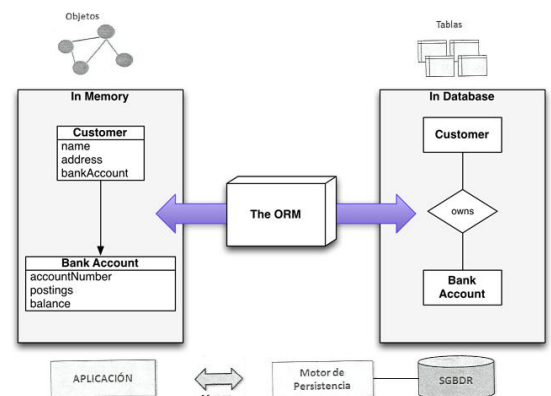 Objetos
Tablas
In Memory
In Database
Customer
name
address
bankAccount
Customer
The ORM
owns
Bank Account
accountNumber
postings
balance
Bank
Account
APLICACIÓN
Motor de
Persistencia
SGBDR